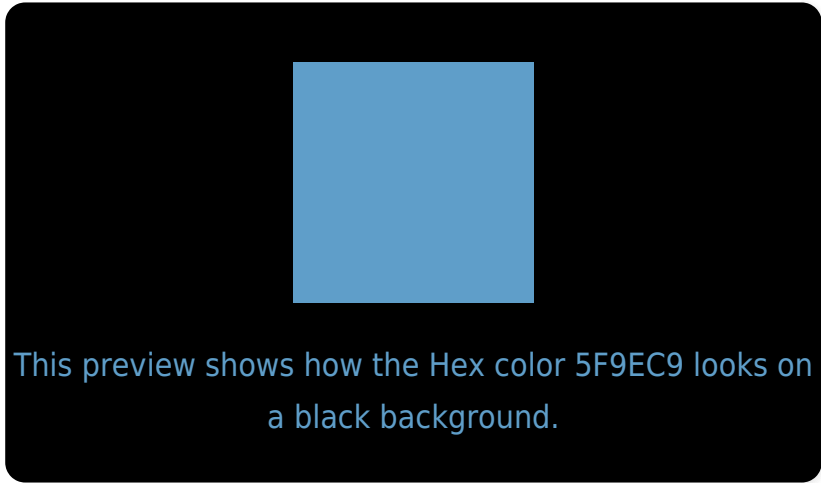 This preview shows how the Hex color 5F9EC9 looks on
a black background.